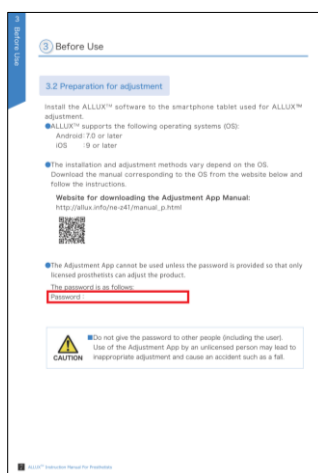 3 Before Use
3 Before Use
3.2 Preparation for adjustment
Install the ALLUX™ software to the smartphone tablet used for ALLUX™
adjustment.
●ALLUX™ supports the following operating systems (OS):
Android: 7.0 or later
iOS : 9 or later
●The installation and adjustment methods vary depend on the OS.
Download the manual corresponding to the OS from the website below and
follow the instructions.
Website for downloading the Adjustment App Manual:
http://allux.info/ne-z41/manual_p.html
●The Adjustment App cannot be used unless the password is provided so that only
licensed prosthetists can adjust the product.
The password is as follows:
Password :
CAUTION
■Do not give the password to other people (including the user).
Use of the Adjustment App by an unlicensed person may lead to
inappropriate adjustment and cause an accident such as a fall.
ALLUX™ Instruction Manual For Prosthetists